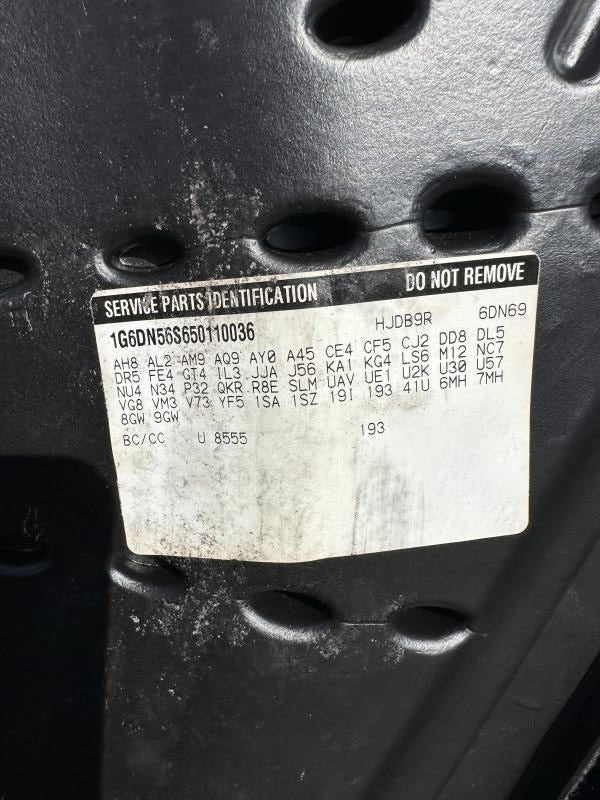 SERVICE PARTS IDENTIFICATION DO NOT REMOVE
1G6DN56S650110036 HJDB9R 6DN69
AH8 AL2 AM9 AQ9 AY0 A45 CE4 CF5 CJ2 DD8 DL5
DR5 FE4 GT4 IL3 JJA J56 KA1 KG4 LS6 M12 NC7
NU4 N34 P32 QKR R8E SLM UAV UE1 U2K U30 U57
VG8 VM3 V73 YF5 1SA 1SZ 19I 193 41U 6MH 7MH
8GW 9GW
BC/CC U 8555 193